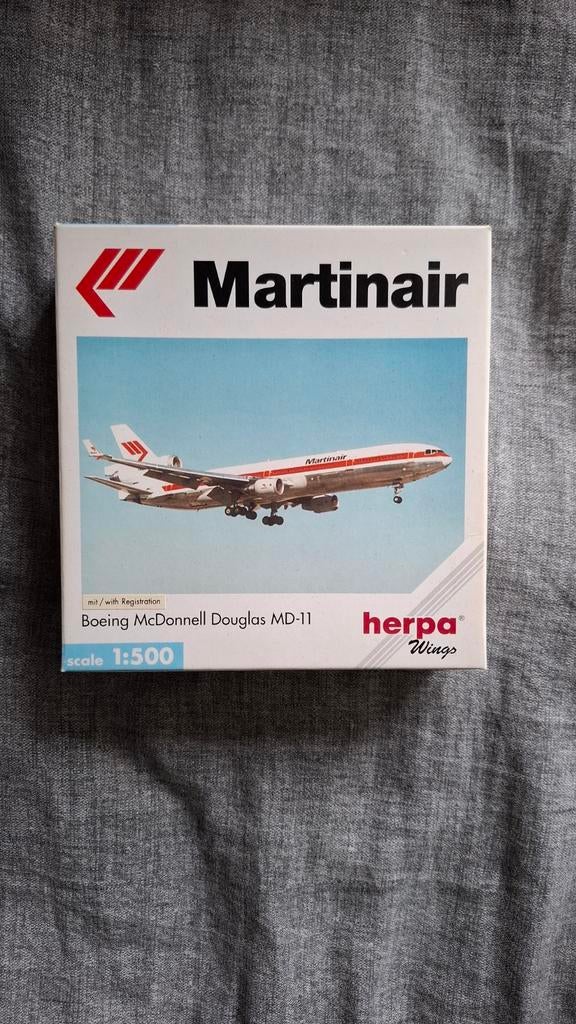 Martinair
Martinair
mit / with Registration
Boeing McDonnell Douglas MD-11
herpa®
Wings
scale 1:500